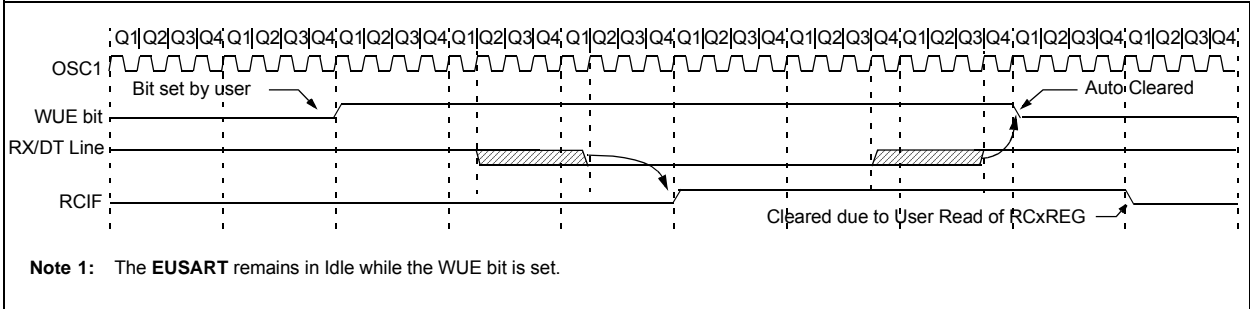 Q1 Q2 Q3 Q4 Q1 Q2 Q3 Q4 Q1 Q2 Q3 Q4 Q1 Q2 Q3 Q4 Q1 Q2 Q3 Q4 Q1 Q2 Q3 Q4 Q1 Q2 Q3 Q4 Q1 Q2 Q3 Q4 Q1 Q2 Q3 Q4 Q1 Q2 Q3 Q4
OSC1
Bit set by user
Auto Cleared
WUE bit
RX/DT Line
RCIF
Cleared due to User Read of RCxREG
Note 1: The EUSART remains in Idle while the WUE bit is set.